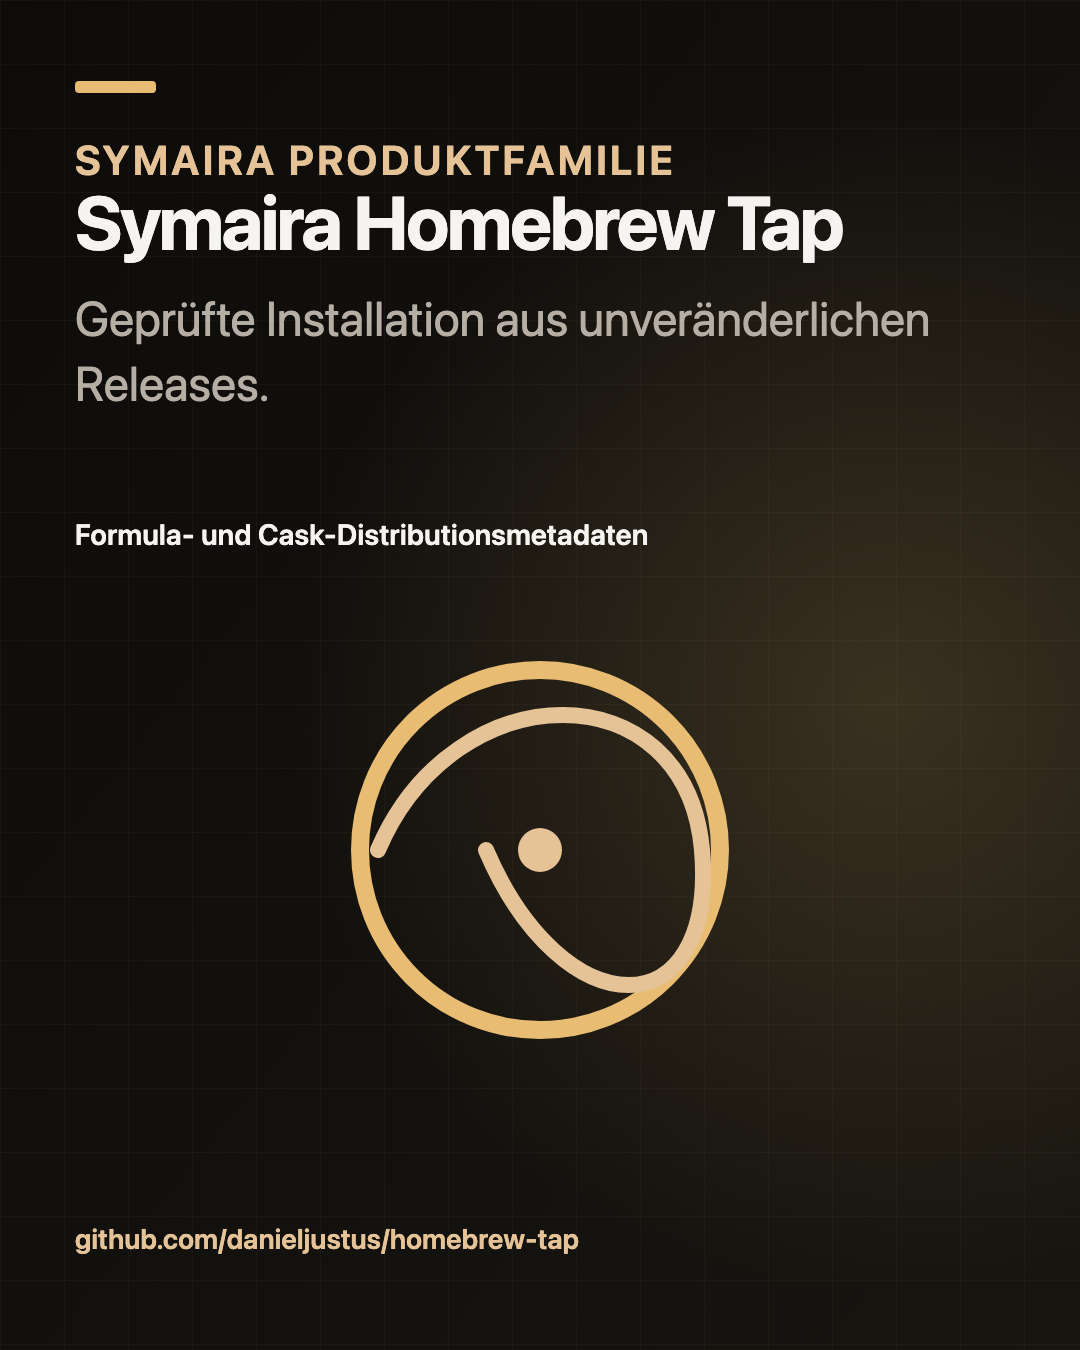 SYMAIRA PRODUKTFAMILIE
Symaira Homebrew Tap
Geprüfte Installation aus unveränderlichen
Releases.
Formula- und Cask-Distributionsmetadaten
github.com/danieljustus/homebrew-tap